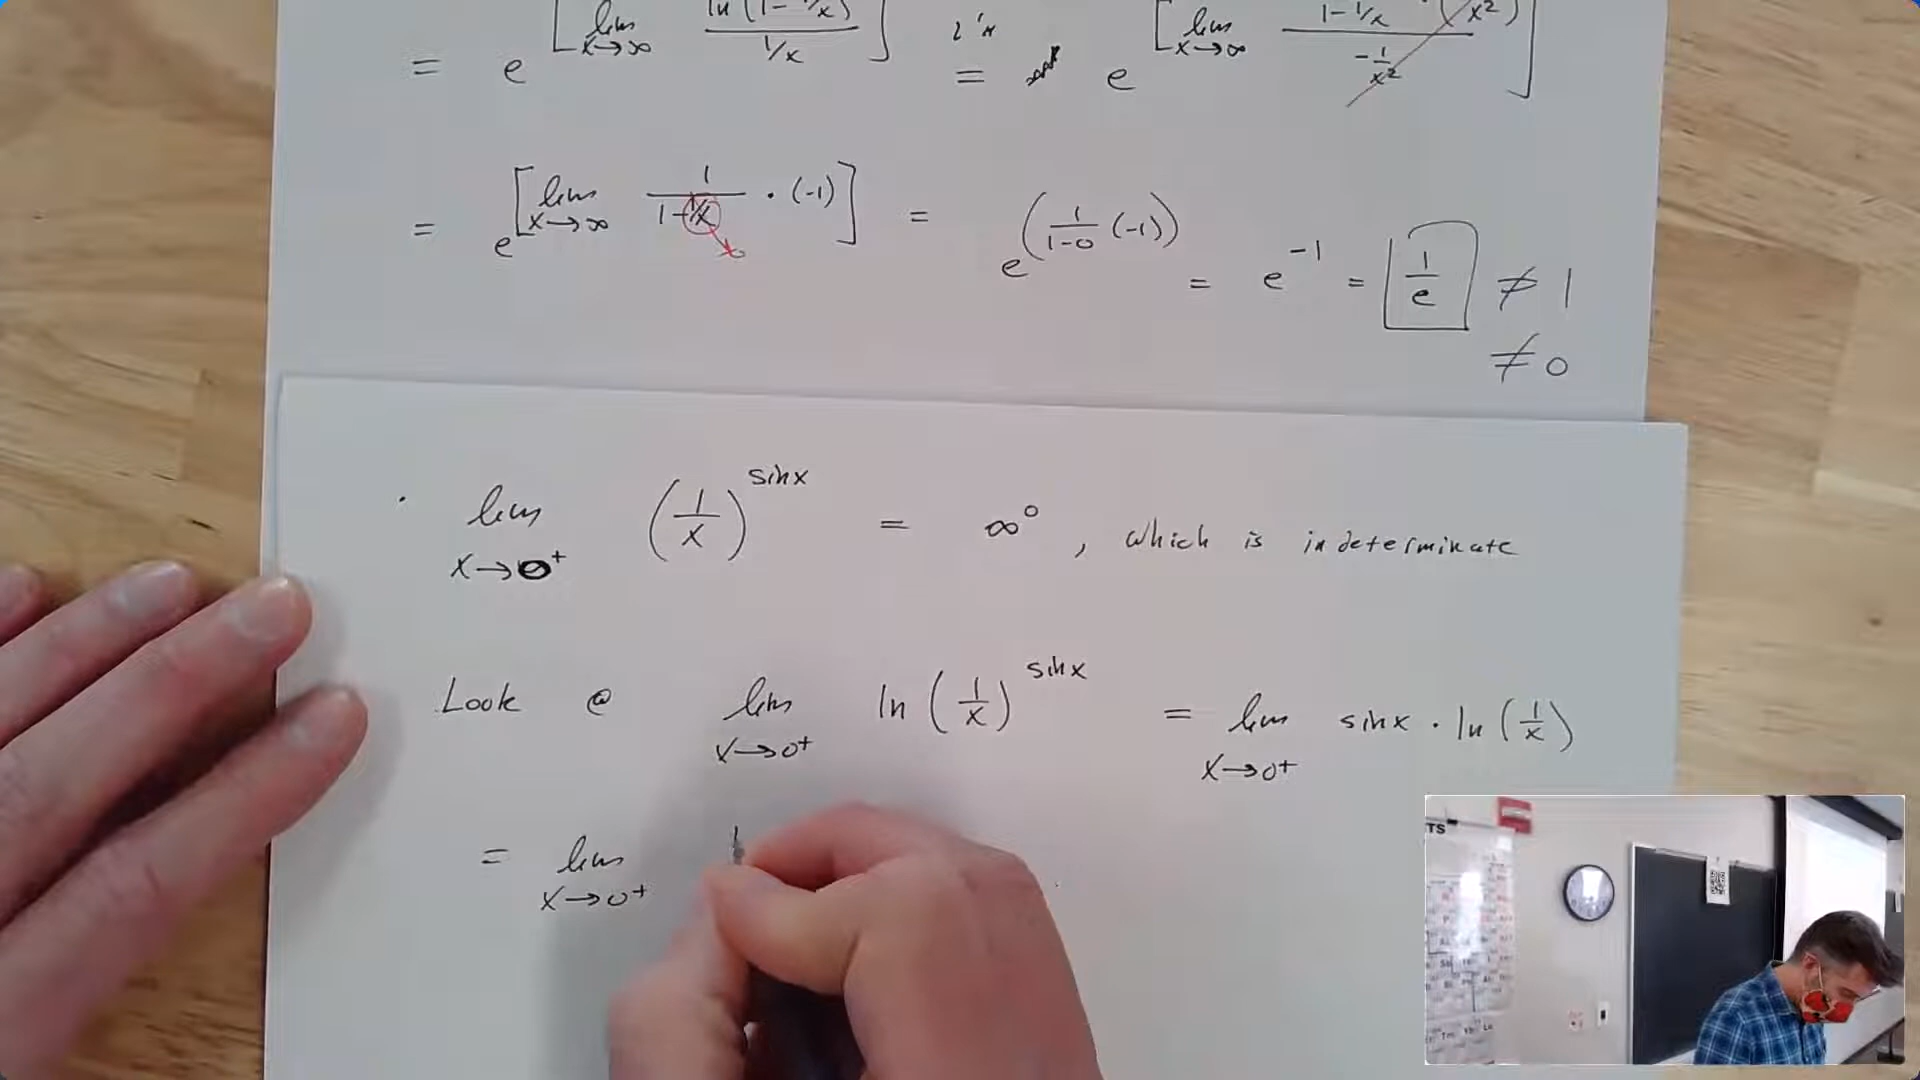 = e^[lim x→∞ ln(1-1/x) / (1/x)] l'H = e^[lim x→∞ 1/(1-1/x) · (1/x²) / (-1/x²)]
= e^[lim x→∞ 1/(1-1/x) · (-1)] = e^(1/(1-0) (-1)) = e^-1 = 1/e ≠ 1
≠ 0
· lim x→0⁺ (1/x)^sinx = ∞⁰, which is indeterminate
Look @ lim x→0⁺ ln(1/x)^sinx = lim x→0⁺ sinx · ln(1/x)
= lim x→0⁺
TS